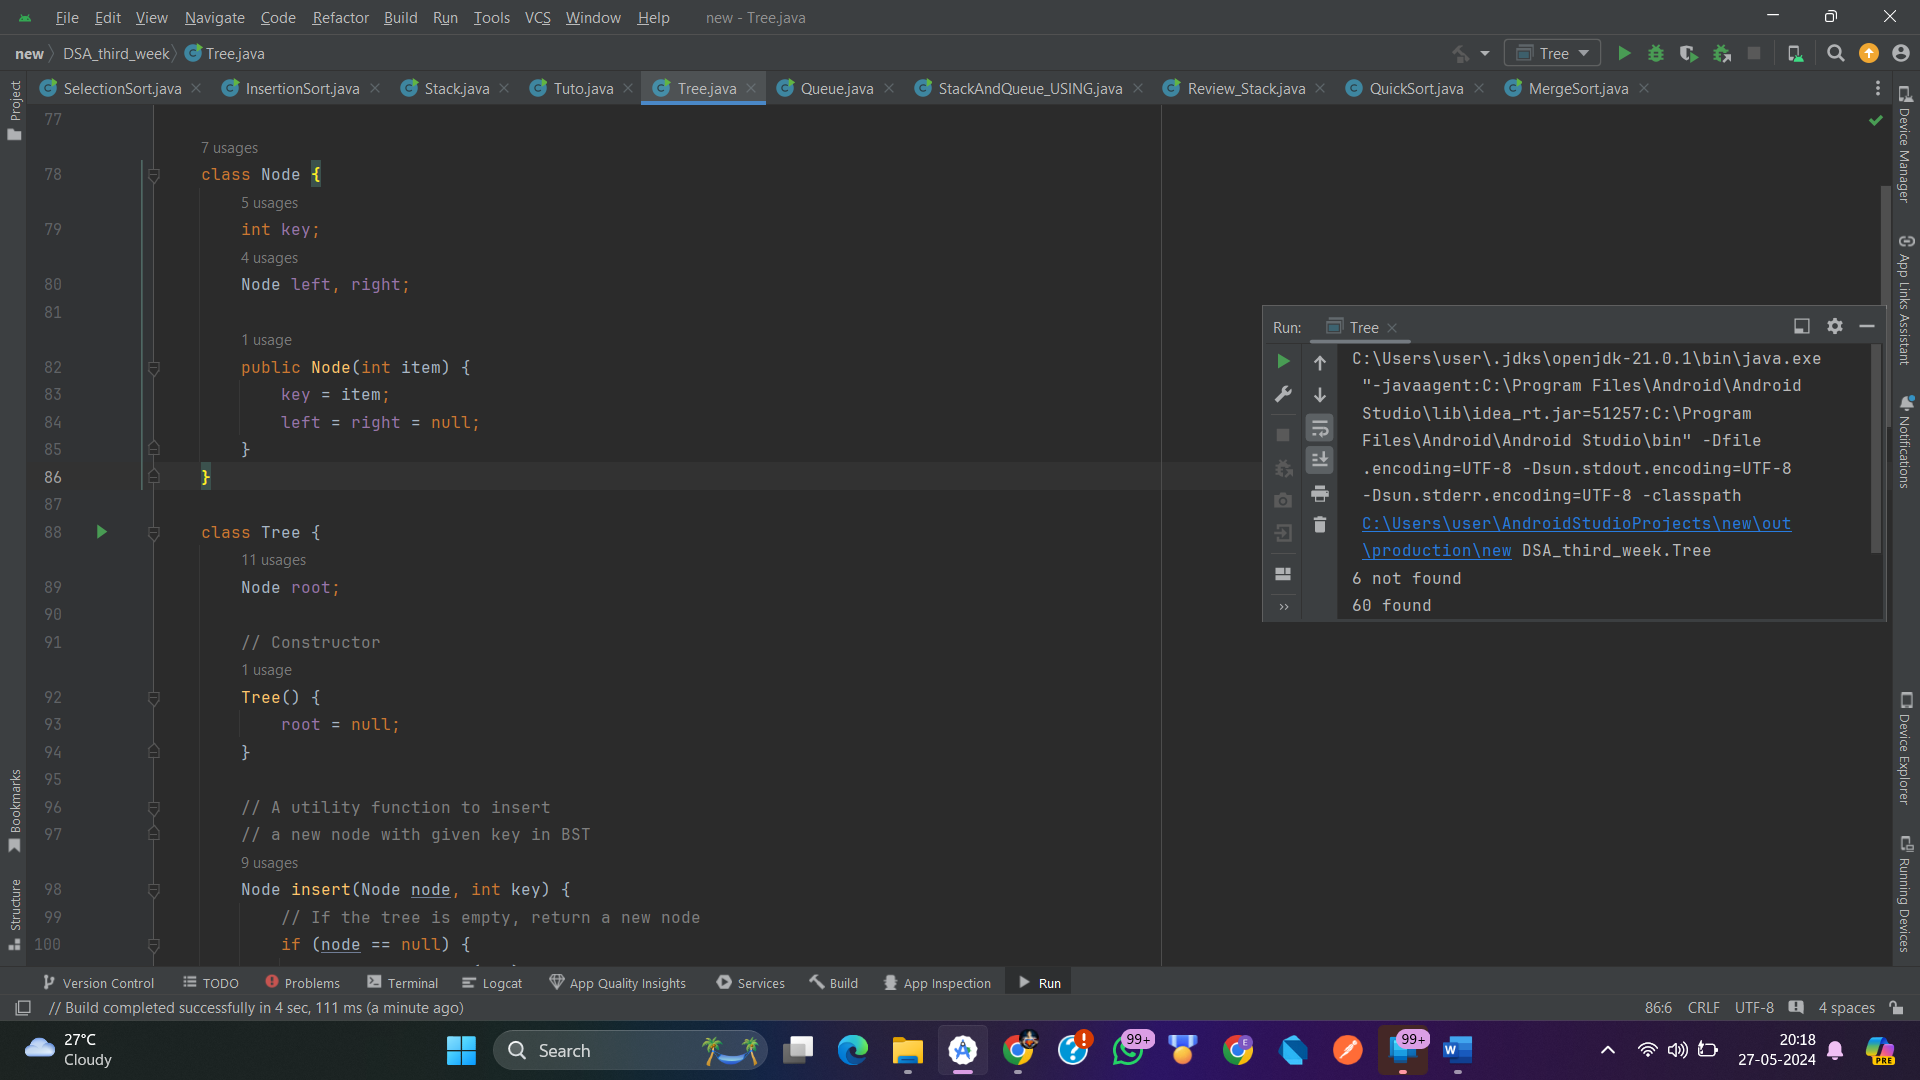 File Edit View Navigate Code Refactor Build Run Tools VCS Window Help new - Tree.java
new DSA_third_week Tree.java
Tree
SelectionSort.java InsertionSort.java Stack.java Tuto.java Tree.java Queue.java StackAndQueue_USING.java Review_Stack.java QuickSort.java MergeSort.java
Project
Bookmarks
Structure
77
7 usages
78 class Node {
5 usages
79 int key;
4 usages
80 Node left, right;
81
1 usage
82 public Node(int item) {
83 key = item;
84 left = right = null;
85 }
86 }
87
88 class Tree {
11 usages
89 Node root;
90
91 // Constructor
1 usage
92 Tree() {
93 root = null;
94 }
95
96 // A utility function to insert
97 // a new node with given key in BST
9 usages
98 Node insert(Node node, int key) {
99 // If the tree is empty, return a new node
100 if (node == null) {
Run: Tree
C:\Users\user\.jdks\openjdk-21.0.1\bin\java.exe
"-javaagent:C:\Program Files\Android\Android
Studio\lib\idea_rt.jar=51257:C:\Program
Files\Android\Android Studio\bin" -Dfile
.encoding=UTF-8 -Dsun.stdout.encoding=UTF-8
-Dsun.stderr.encoding=UTF-8 -classpath
C:\Users\user\AndroidStudioProjects\new\out
\production\new DSA_third_week.Tree
6 not found
60 found
Device Manager
App Links Assistant
Notifications
Device Explorer
Running Devices
Version Control TODO Problems Terminal Logcat App Quality Insights Services Build App Inspection Run
// Build completed successfully in 4 sec, 111 ms (a minute ago) 86:6 CRLF UTF-8 4 spaces
27°C
Cloudy
Search
99+
E
99+
20:18
27-05-2024
PRE